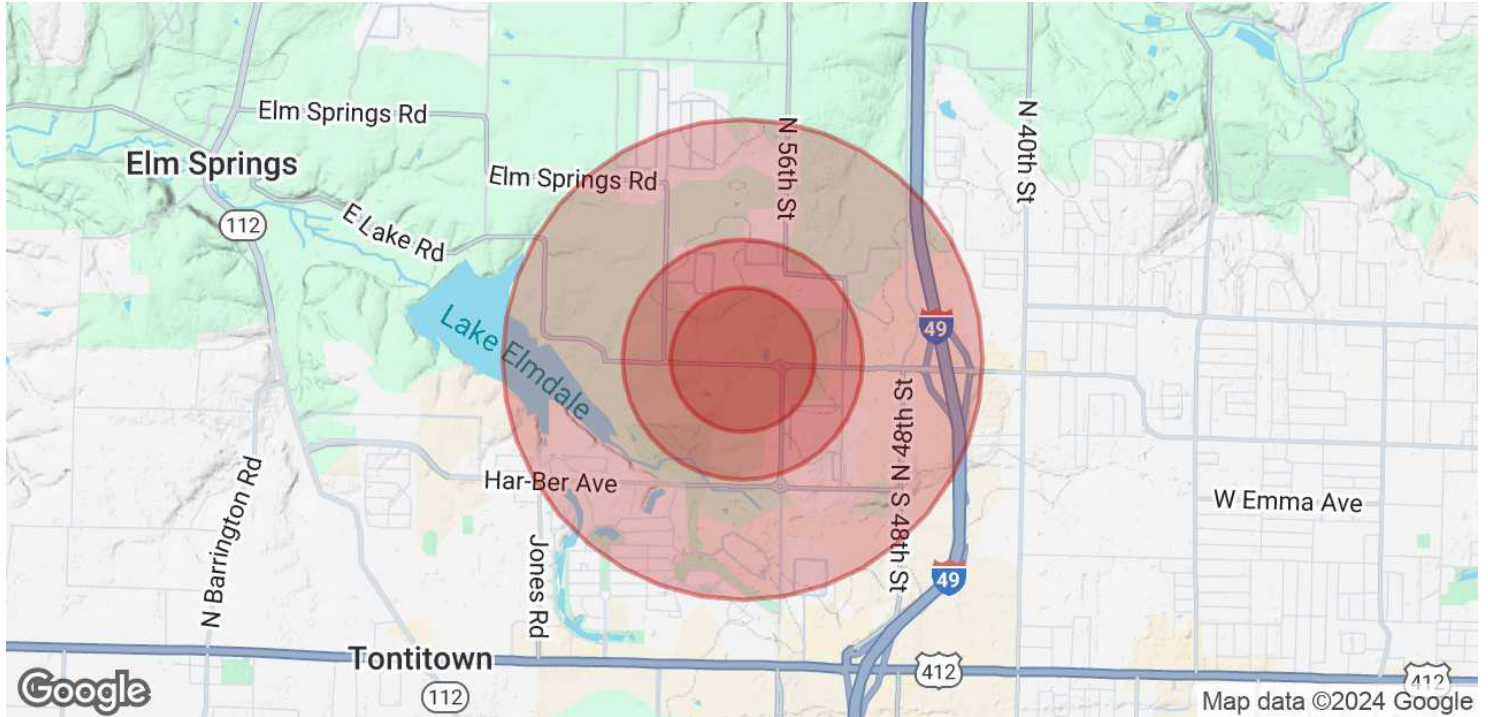 Elm Springs Rd
N 56th St
N 40th St
Elm Springs
Elm Springs Rd
112
E Lake Rd
Lake Elmdale
49
N 48th St
S 48th St
Har-Ber Ave
W Emma Ave
N Barrington Rd
Jones Rd
49
Tontitown
412
412
112
Google
Map data ©2024 Google